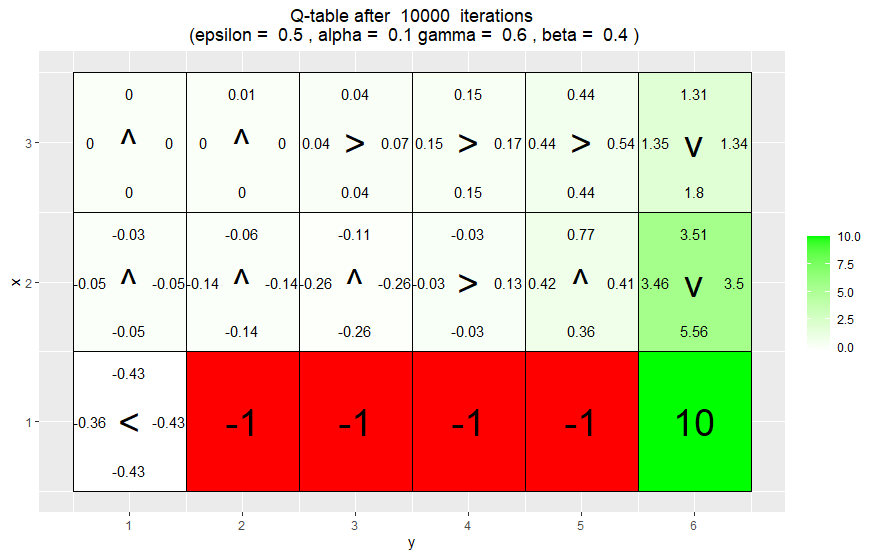 Q-table after  10000  iterations
(epsilon =  0.5 , alpha =  0.1 gamma =  0.6 , beta =  0.4 )
0 0.01 0.04 0.15 0.44 1.31
3 0 ^ 0 0 ^ 0 0.04 > 0.07 0.15 > 0.17 0.44 > 0.54 1.35 v 1.34
0 0 0.04 0.15 0.44 1.8
-0.03 -0.06 -0.11 -0.03 0.77 3.51
x 2 -0.05 ^ -0.05 -0.14 ^ -0.14 -0.26 ^ -0.26 -0.03 > 0.13 0.42 ^ 0.41 3.46 v 3.5
-0.05 -0.14 -0.26 -0.03 0.36 5.56
-0.43
1 -0.36 < -0.43 -1 -1 -1 -1 10
-0.43
1 2 3 4 5 6
y
10.0
7.5
5.0
2.5
0.0